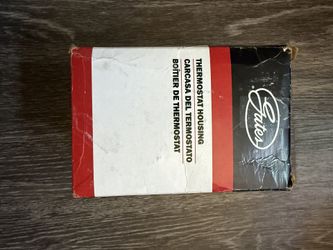 Gates
THERMOSTAT HOUSING
CARCASA DEL TERMOSTATO
BOÎTIER DE THERMOSTAT